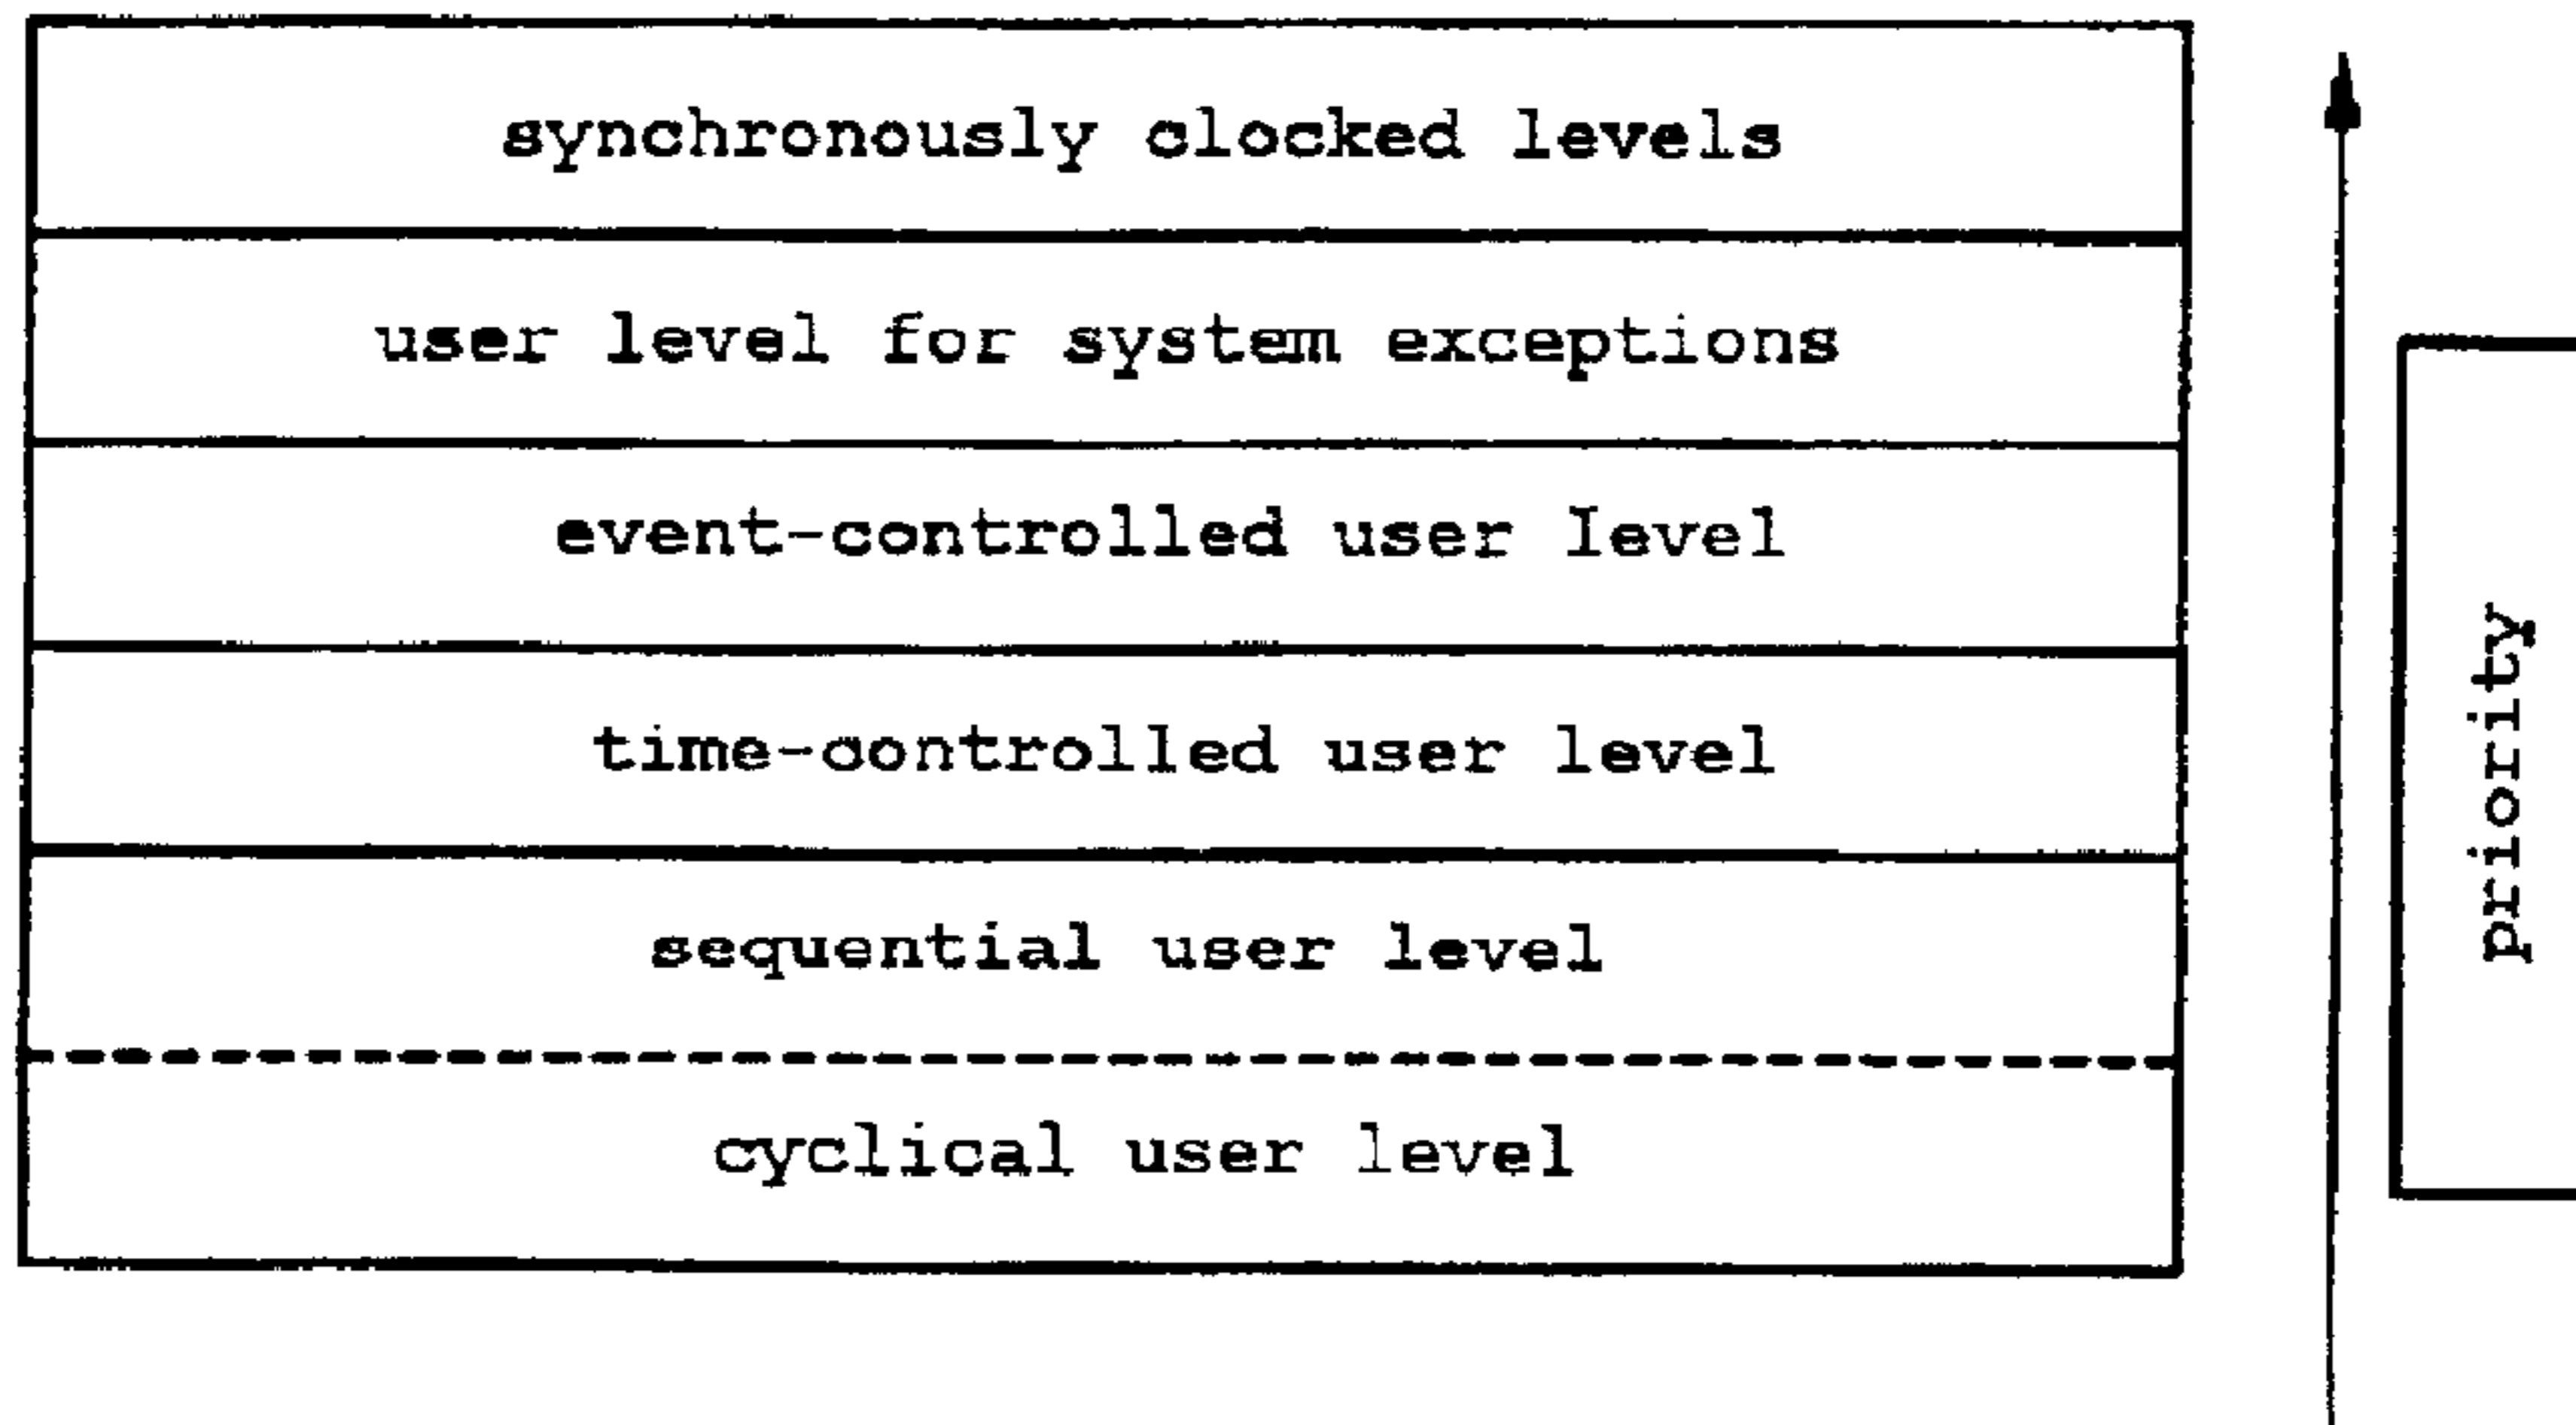 synchronously clocked levels
user level for system exceptions
event-controlled user level
time-controlled user level
sequential user level
cyclical user level
priority